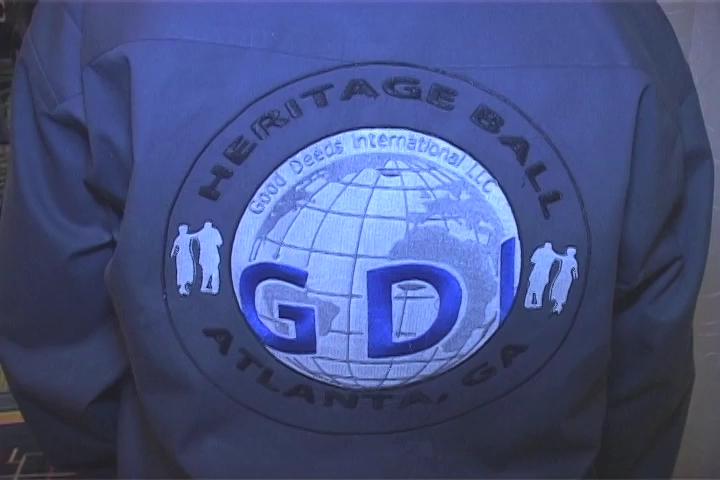 HERITAGE BALL
Good Deeds International LLC
GDI
ATLANTA, GA